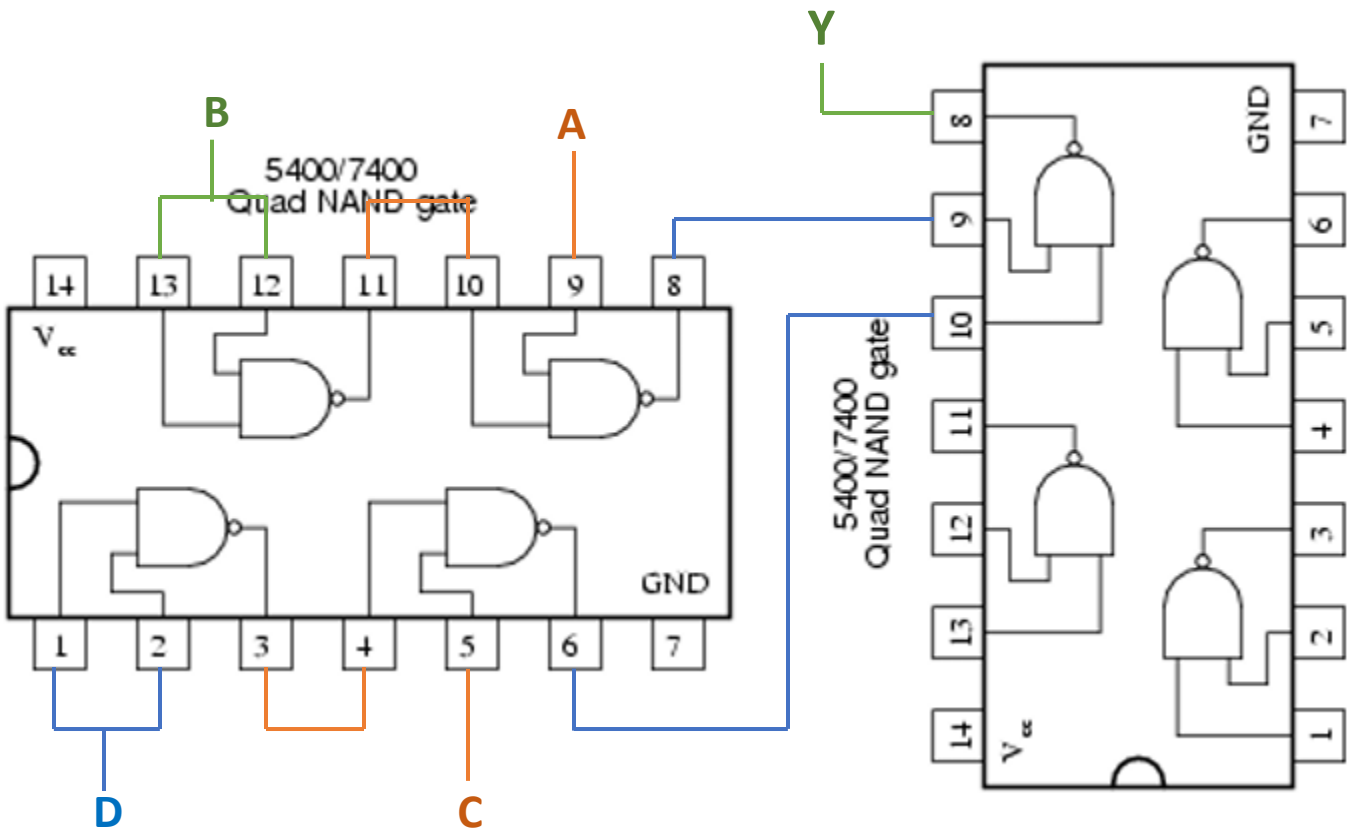 Y
B
A
5400/7400
Quad NAND gate
14 13 12 11 10 9 8
Vcc
GND
1 2 3 4 5 6 7
D
C
8
9
10
11
12
13
14
GND
7
6
5
4
3
2
1
Vcc
5400/7400
Quad NAND gate